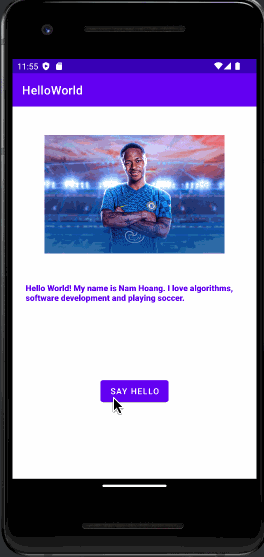 11:55
HelloWorld
Hello World! My name is Nam Hoang. I love algorithms,
software development and playing soccer.
SAY HELLO